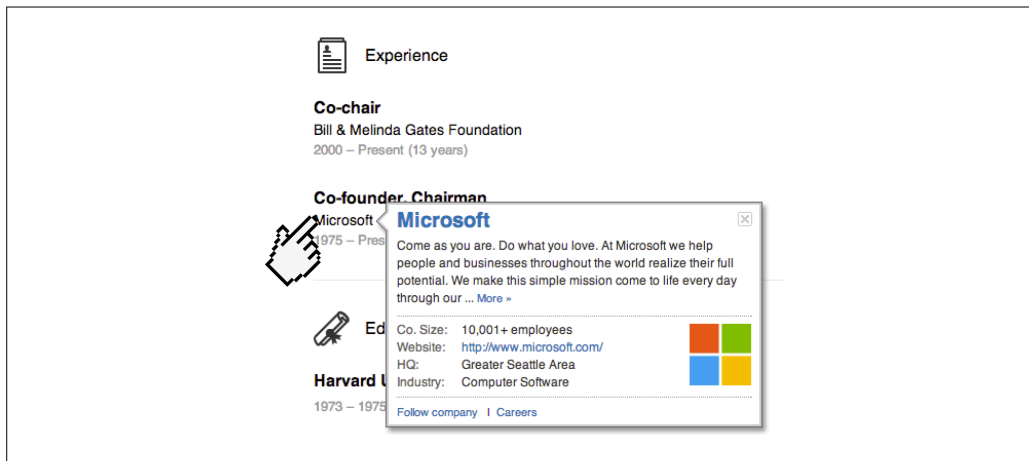 Experience
Co-chair
Bill & Melinda Gates Foundation
2000 – Present (13 years)
Co-founder, Chairman
Microsoft
1975 – Pres
Microsoft
Come as you are. Do what you love. At Microsoft we help
people and businesses throughout the world realize their full
potential. We make this simple mission come to life every day
through our ... More »
Co. Size: 10,001+ employees
Website: http://www.microsoft.com/
HQ: Greater Seattle Area
Industry: Computer Software
Follow company | Careers
Ed
Harvard U
1973 – 1975